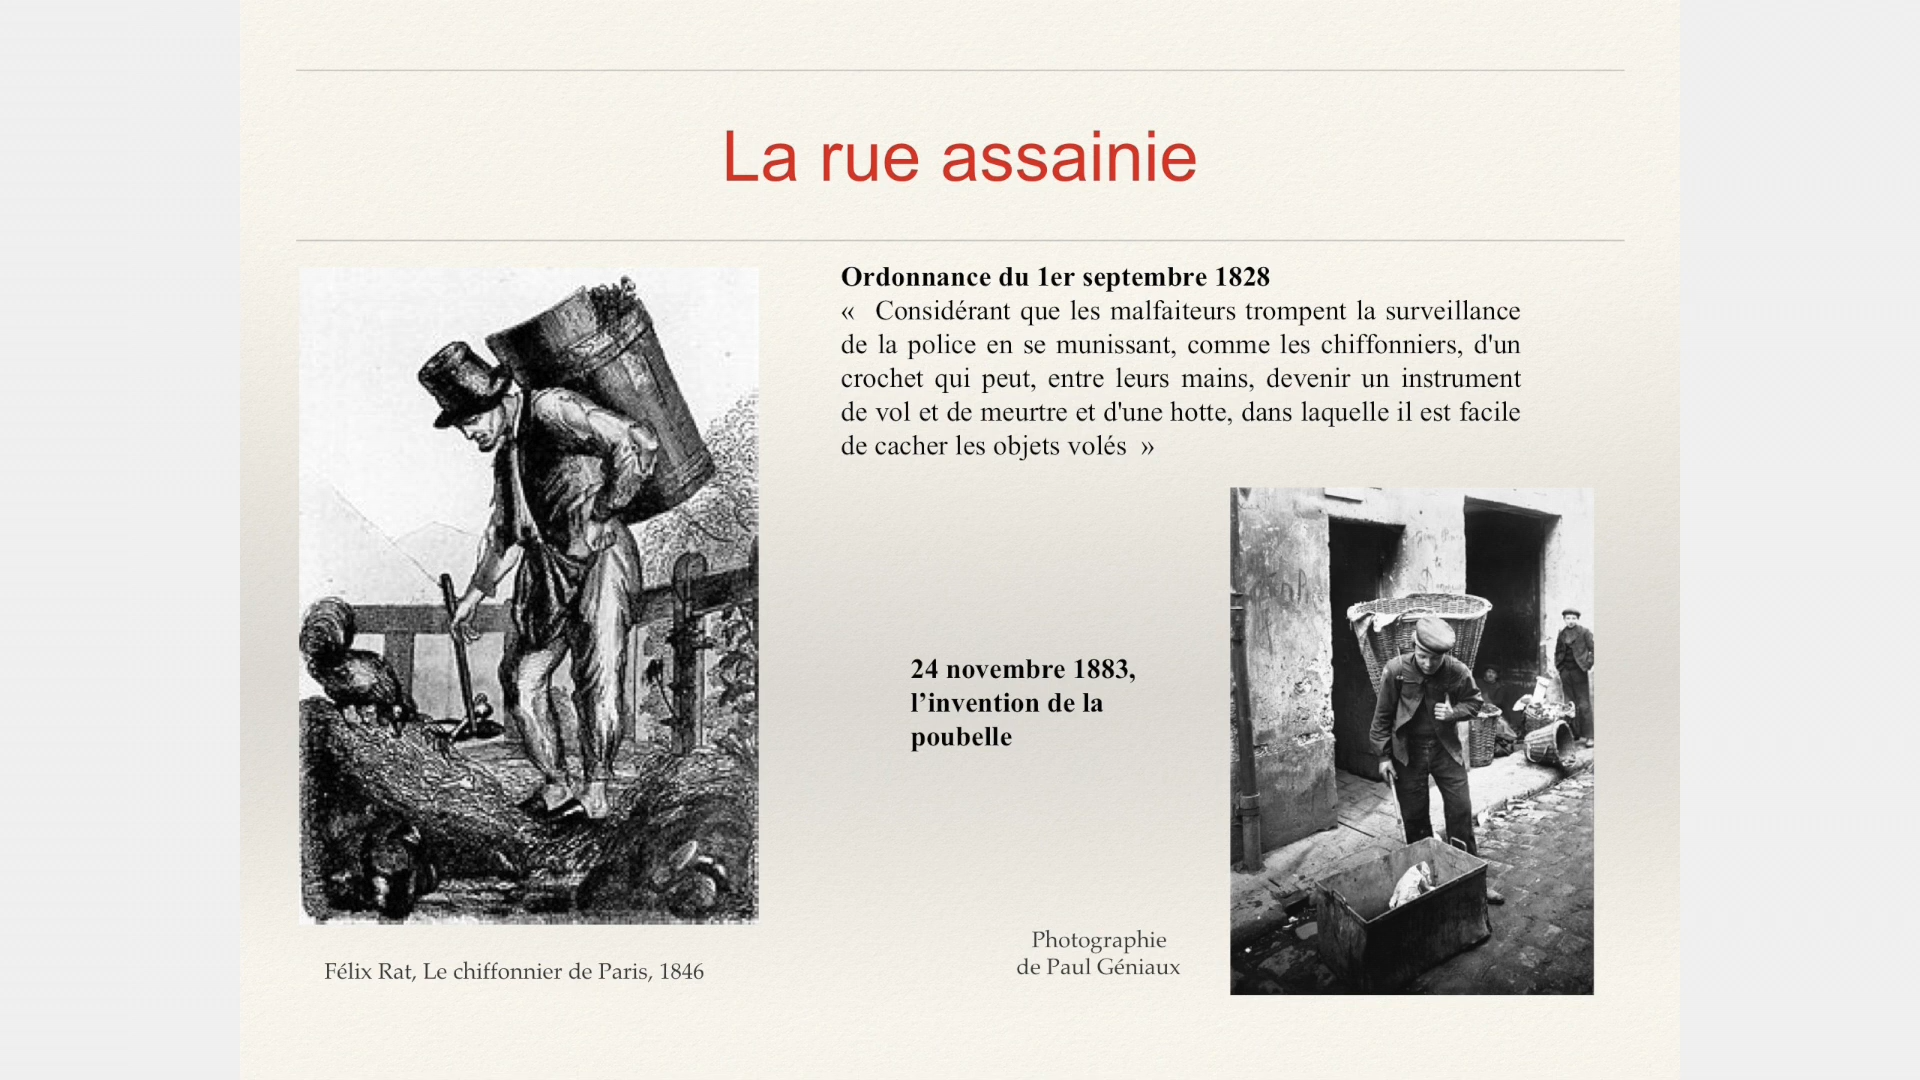 La rue assainie
Ordonnance du 1er septembre 1828
« Considérant que les malfaiteurs trompent la surveillance
de la police en se munissant, comme les chiffonniers, d'un
crochet qui peut, entre leurs mains, devenir un instrument
de vol et de meurtre et d'une hotte, dans laquelle il est facile
de cacher les objets volés »
24 novembre 1883,
l’invention de la
poubelle
Photographie
de Paul Géniaux
Félix Rat, Le chiffonnier de Paris, 1846